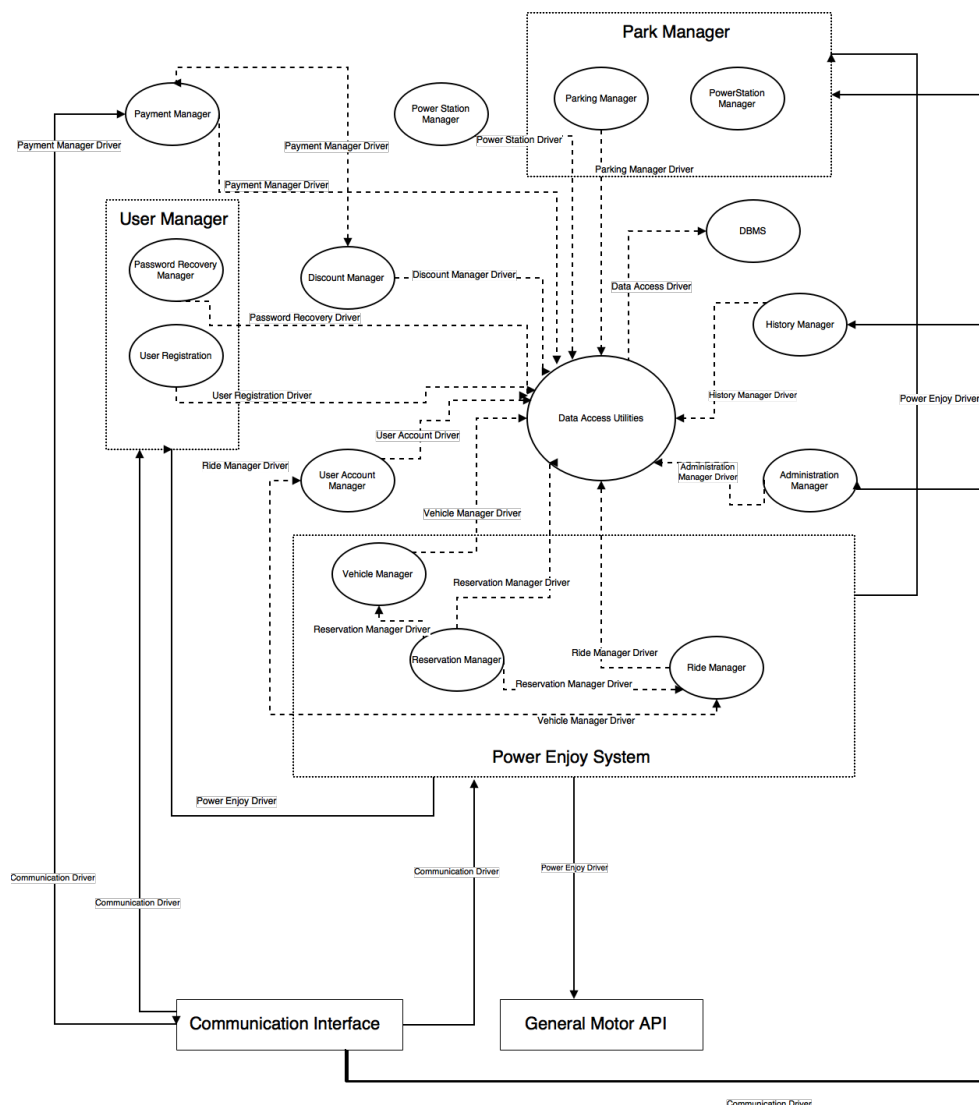 Park Manager
Payment Manager
Power Station
Manager
Parking Manager
PowerStation
Manager
Payment Manager Driver
Payment Manager Driver
Power Station Driver
Parking Manager Driver
Payment Manager Driver
User Manager
DBMS
Password Recovery
Manager
Discount Manager
Discount Manager Driver
Data Access Driver
Password Recovery Driver
History Manager
User Registration
User Registration Driver
History Manager Driver
Power Enjoy Driver
Data Access Utilities
User Account Driver
Ride Manager Driver
User Account
Manager
Administration
Manager Driver
Administration
Manager
Vehicle Manager Driver
Vehicle Manager
Reservation Manager Driver
Reservation Manager Driver
Reservation Manager
Ride Manager Driver
Ride Manager
Reservation Manager Driver
Vehicle Manager Driver
Power Enjoy System
Power Enjoy Driver
Communication Driver
Communication Driver
Power Enjoy Driver
Communication Driver
Communication Interface
General Motor API
Communication Driver